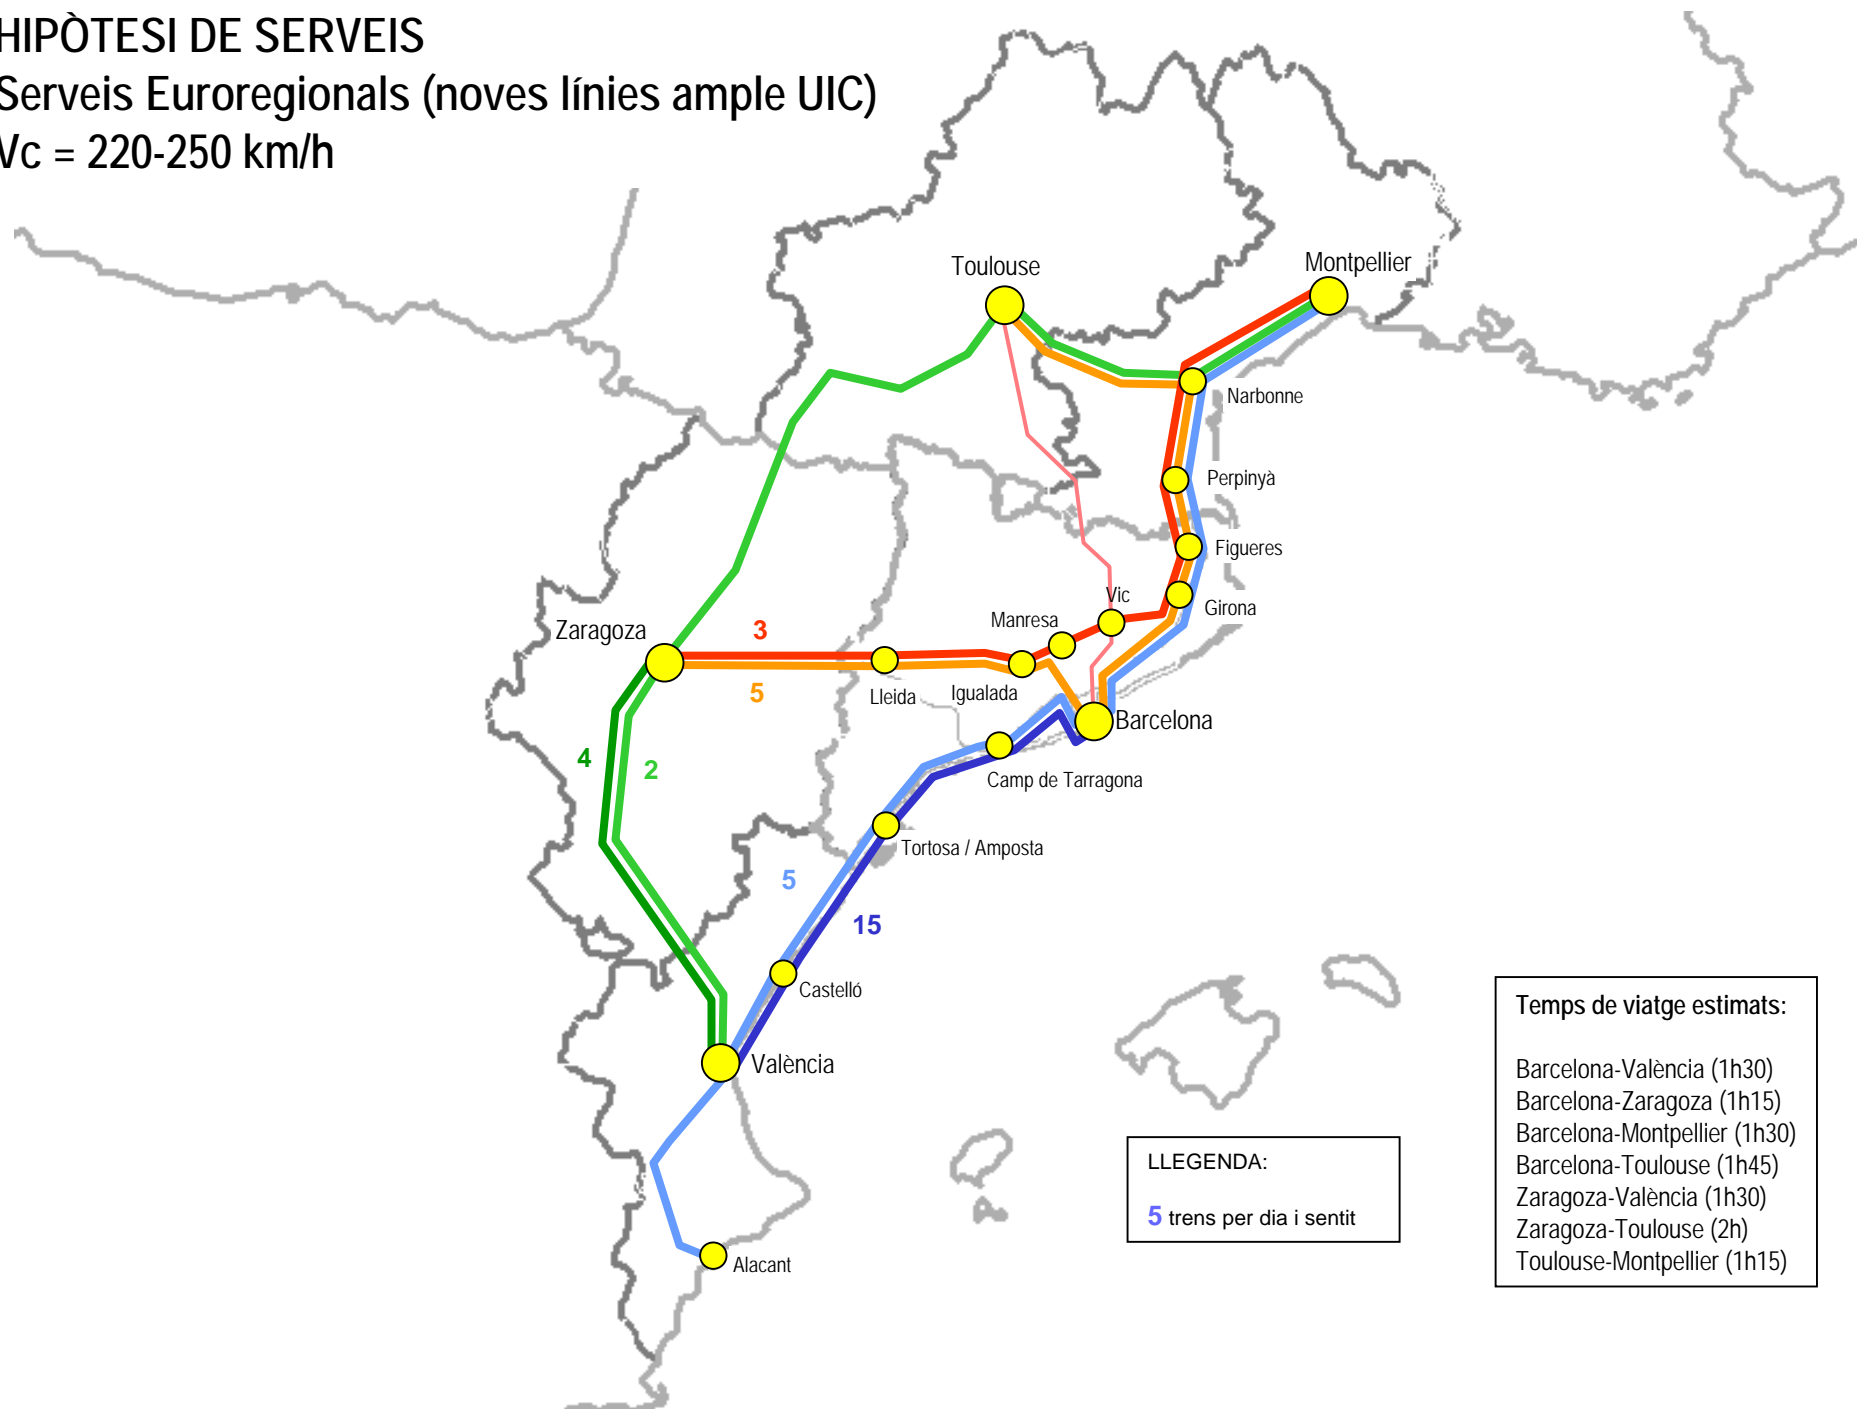 HIPÒTESI DE SERVEIS
Serveis Euroregionals (noves línies ample UIC)
Vc = 220-250 km/h
Toulouse
Montpellier
Narbonne
Perpinyà
Figueres
Girona
Vic
Manresa
Zaragoza
3
5
Lleida
Igualada
Barcelona
4
2
Camp de Tarragona
Tortosa / Amposta
5
15
Castelló
València
Alacant
LLEGENDA:
5 trens per dia i sentit
Temps de viatge estimats:
Barcelona-València (1h30)
Barcelona-Zaragoza (1h15)
Barcelona-Montpellier (1h30)
Barcelona-Toulouse (1h45)
Zaragoza-València (1h30)
Zaragoza-Toulouse (2h)
Toulouse-Montpellier (1h15)